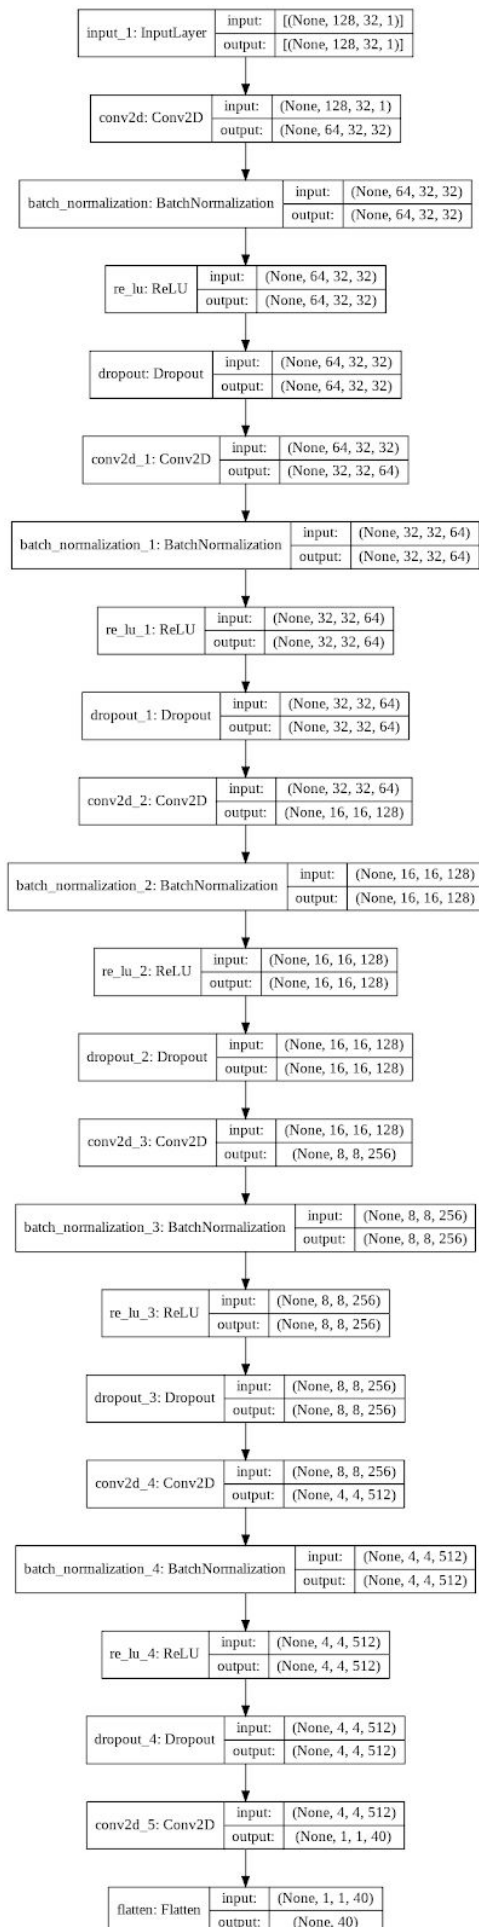 input_1: InputLayer
input: [(None, 128, 32, 1)]
output: [(None, 128, 32, 1)]
conv2d: Conv2D
input: (None, 128, 32, 1)
output: (None, 64, 32, 32)
batch_normalization: BatchNormalization
input: (None, 64, 32, 32)
output: (None, 64, 32, 32)
re_lu: ReLU
input: (None, 64, 32, 32)
output: (None, 64, 32, 32)
dropout: Dropout
input: (None, 64, 32, 32)
output: (None, 64, 32, 32)
conv2d_1: Conv2D
input: (None, 64, 32, 32)
output: (None, 32, 32, 64)
batch_normalization_1: BatchNormalization
input: (None, 32, 32, 64)
output: (None, 32, 32, 64)
re_lu_1: ReLU
input: (None, 32, 32, 64)
output: (None, 32, 32, 64)
dropout_1: Dropout
input: (None, 32, 32, 64)
output: (None, 32, 32, 64)
conv2d_2: Conv2D
input: (None, 32, 32, 64)
output: (None, 16, 16, 128)
batch_normalization_2: BatchNormalization
input: (None, 16, 16, 128)
output: (None, 16, 16, 128)
re_lu_2: ReLU
input: (None, 16, 16, 128)
output: (None, 16, 16, 128)
dropout_2: Dropout
input: (None, 16, 16, 128)
output: (None, 16, 16, 128)
conv2d_3: Conv2D
input: (None, 16, 16, 128)
output: (None, 8, 8, 256)
batch_normalization_3: BatchNormalization
input: (None, 8, 8, 256)
output: (None, 8, 8, 256)
re_lu_3: ReLU
input: (None, 8, 8, 256)
output: (None, 8, 8, 256)
dropout_3: Dropout
input: (None, 8, 8, 256)
output: (None, 8, 8, 256)
conv2d_4: Conv2D
input: (None, 8, 8, 256)
output: (None, 4, 4, 512)
batch_normalization_4: BatchNormalization
input: (None, 4, 4, 512)
output: (None, 4, 4, 512)
re_lu_4: ReLU
input: (None, 4, 4, 512)
output: (None, 4, 4, 512)
dropout_4: Dropout
input: (None, 4, 4, 512)
output: (None, 4, 4, 512)
conv2d_5: Conv2D
input: (None, 4, 4, 512)
output: (None, 1, 1, 40)
flatten: Flatten
input: (None, 1, 1, 40)
output: (None, 40)